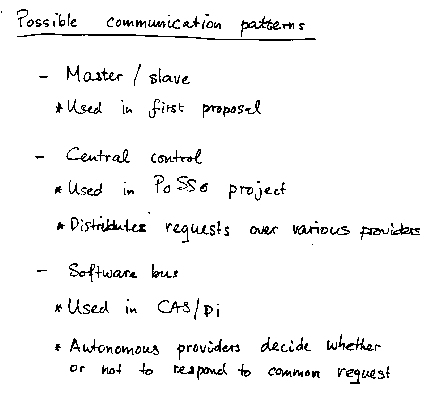 Possible communication patterns
- Master / slave
* Used in first proposal
- Central control
* Used in PoSSo project
* Distributes requests over various providers
- Software bus
* Used in CAS/Pi
* Autonomous providers decide whether
or not to respond to common request